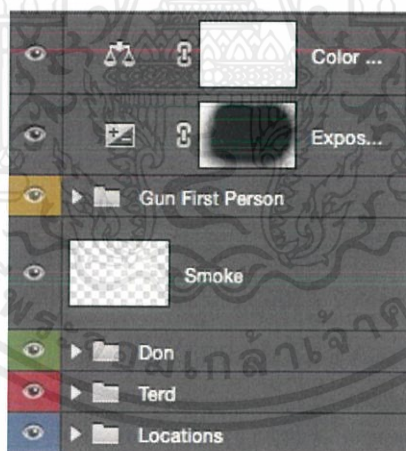 Color ...
Expos...
Gun First Person
Smoke
Don
Terd
Locations